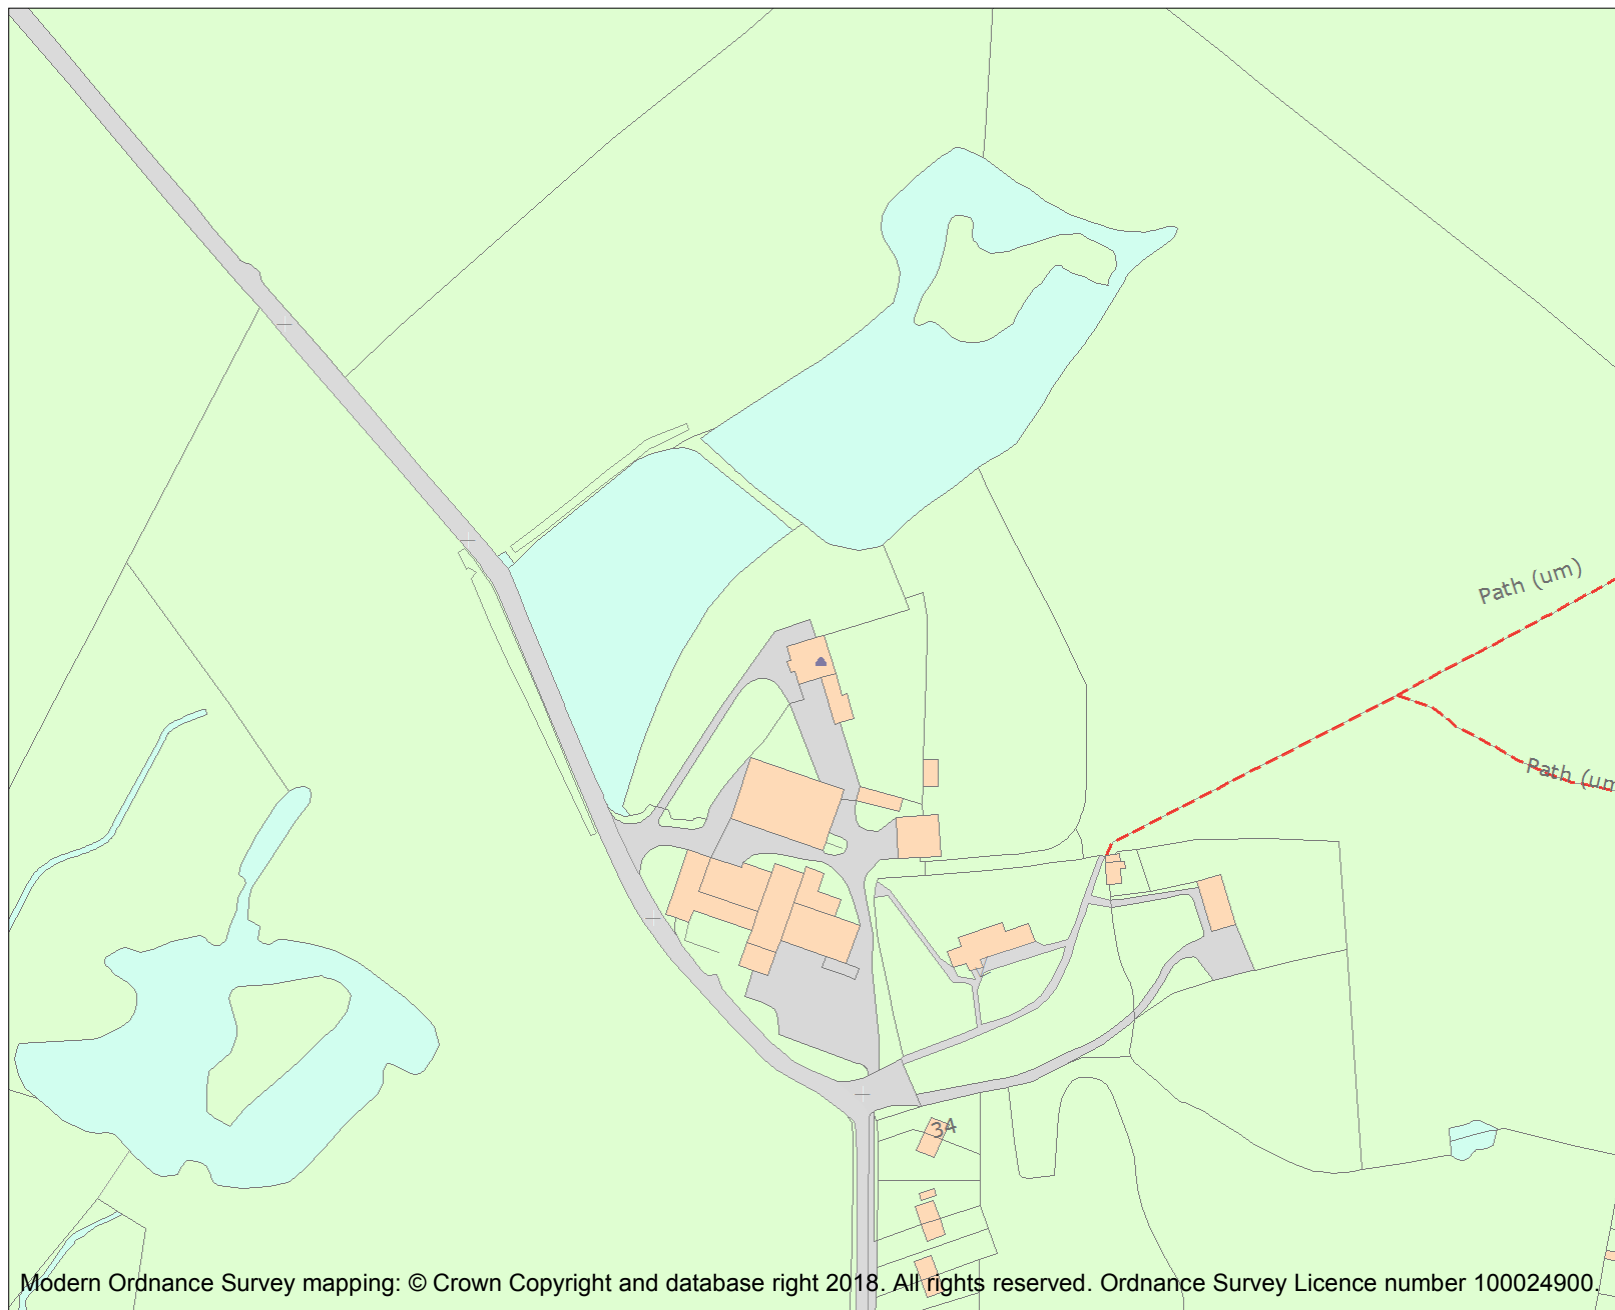 Path (um)
Path (um
34
Modern Ordnance Survey mapping: © Crown Copyright and database right 2018. All rights reserved. Ordnance Survey Licence number 100024900.